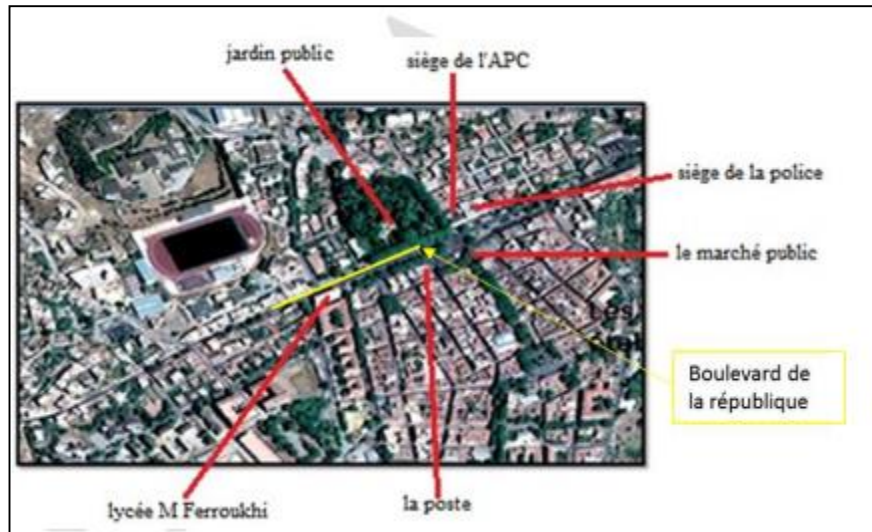 jardin public
siège de l'APC
siège de la police
le marché public
Les
Boulevard de
la république
la poste
lycée M Ferroukhi